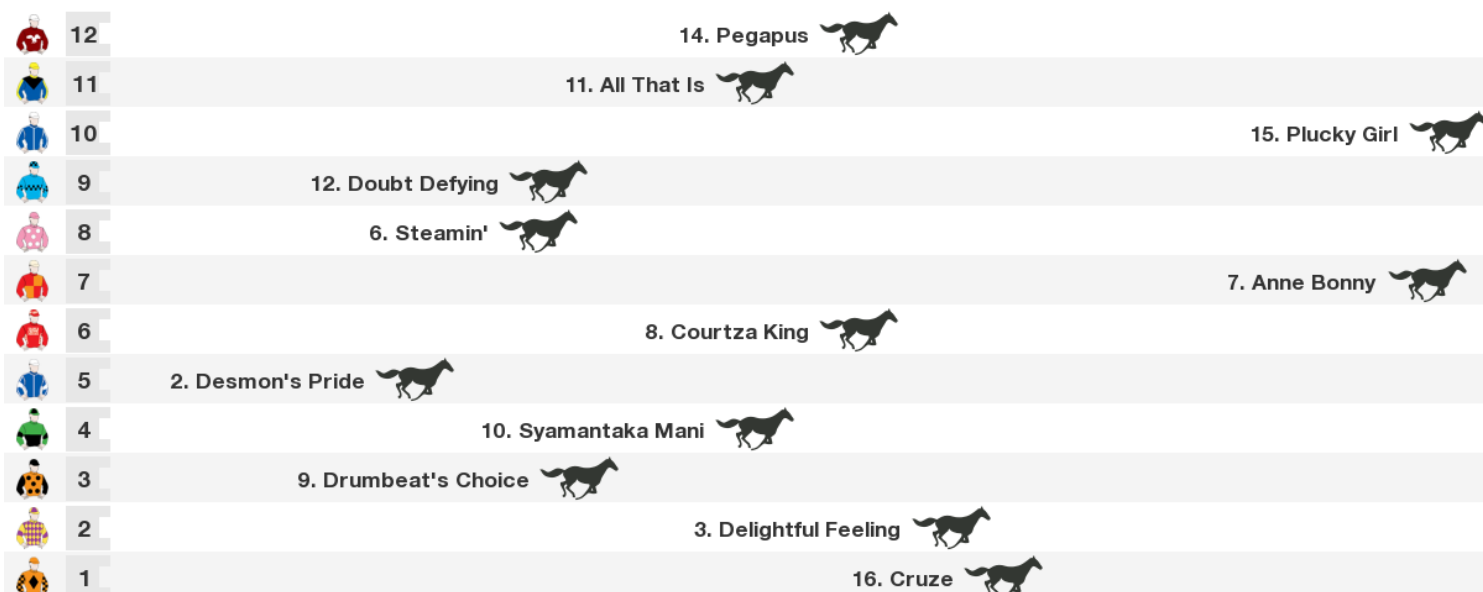 12 14. Pegapus
11 11. All That Is
10 15. Plucky Girl
9 12. Doubt Defying
8 6. Steamin'
7 7. Anne Bonny
6 8. Courtza King
5 2. Desmon's Pride
4 10. Syamantaka Mani
3 9. Drumbeat's Choice
2 3. Delightful Feeling
1 16. Cruze